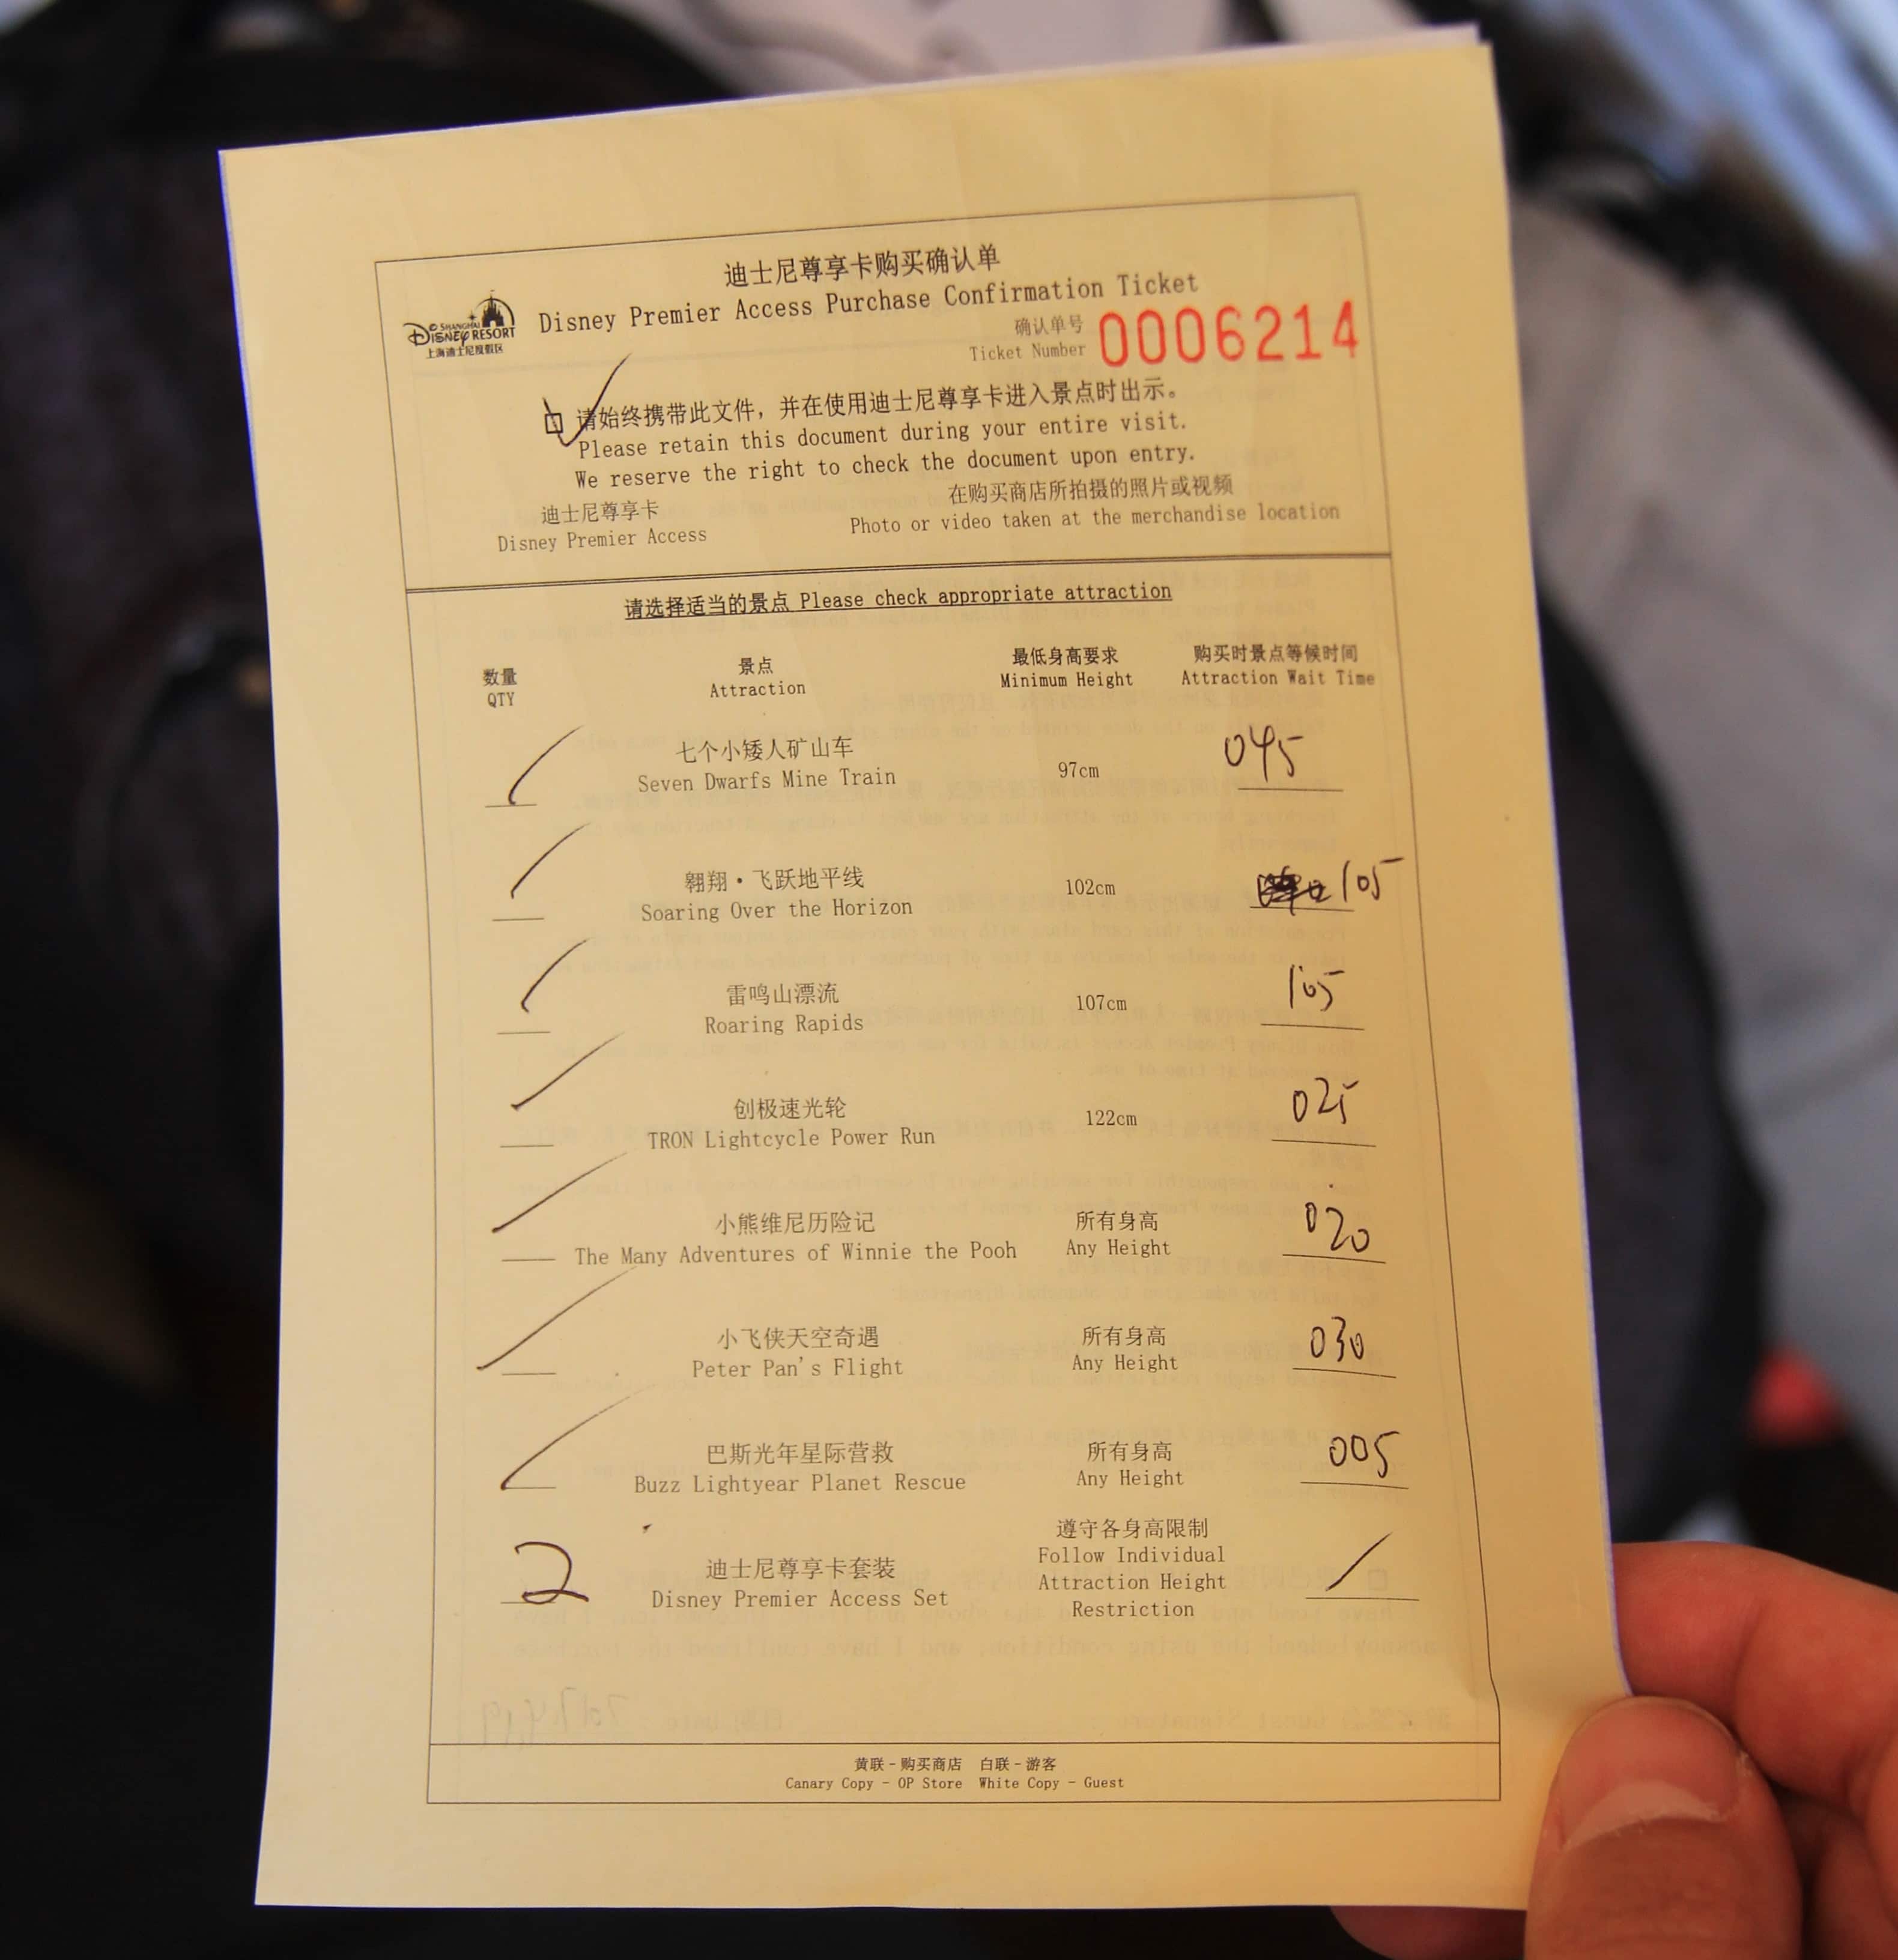 迪士尼尊享卡购买确认单
Disney Premier Access Purchase Confirmation Ticket
© SHANGHAI
Disney RESORT
上海迪士尼度假区
确认单号
Ticket Number 0006214
请始终携带此文件，并在使用迪士尼尊享卡进入景点时出示。
Please retain this document during your entire visit.
We reserve the right to check the document upon entry.
迪士尼尊享卡
Disney Premier Access
在购买商店所拍摄的照片或视频
Photo or video taken at the merchandise location
请选择适当的景点 Please check appropriate attraction
数量 景点 最低身高要求 购买时景点等候时间
QTY Attraction Minimum Height Attraction Wait Time
七个小矮人矿山车
Seven Dwarfs Mine Train 97cm 045
翱翔·飞跃地平线
Soaring Over the Horizon 102cm 105
雷鸣山漂流
Roaring Rapids 107cm 105
创极速光轮
TRON Lightcycle Power Run 122cm 025
小熊维尼历险记 所有身高
The Many Adventures of Winnie the Pooh Any Height 020
小飞侠天空奇遇 所有身高
Peter Pan's Flight Any Height 030
巴斯光年星际营救 所有身高
Buzz Lightyear Planet Rescue Any Height 005
2 迪士尼尊享卡套装
Disney Premier Access Set
遵守各身高限制
Follow Individual
Attraction Height
Restriction
黄联-购买商店 白联-游客
Canary Copy - OP Store White Copy - Guest